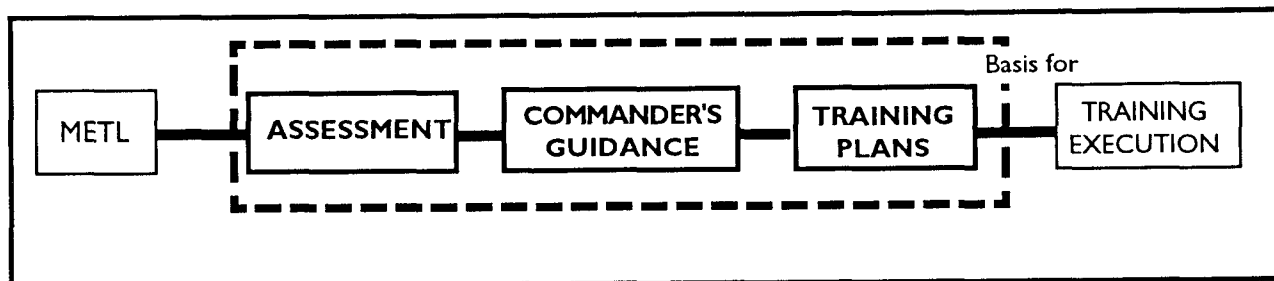 Basis for
METL
ASSESSMENT
COMMANDER'S
GUIDANCE
TRAINING
PLANS
TRAINING
EXECUTION